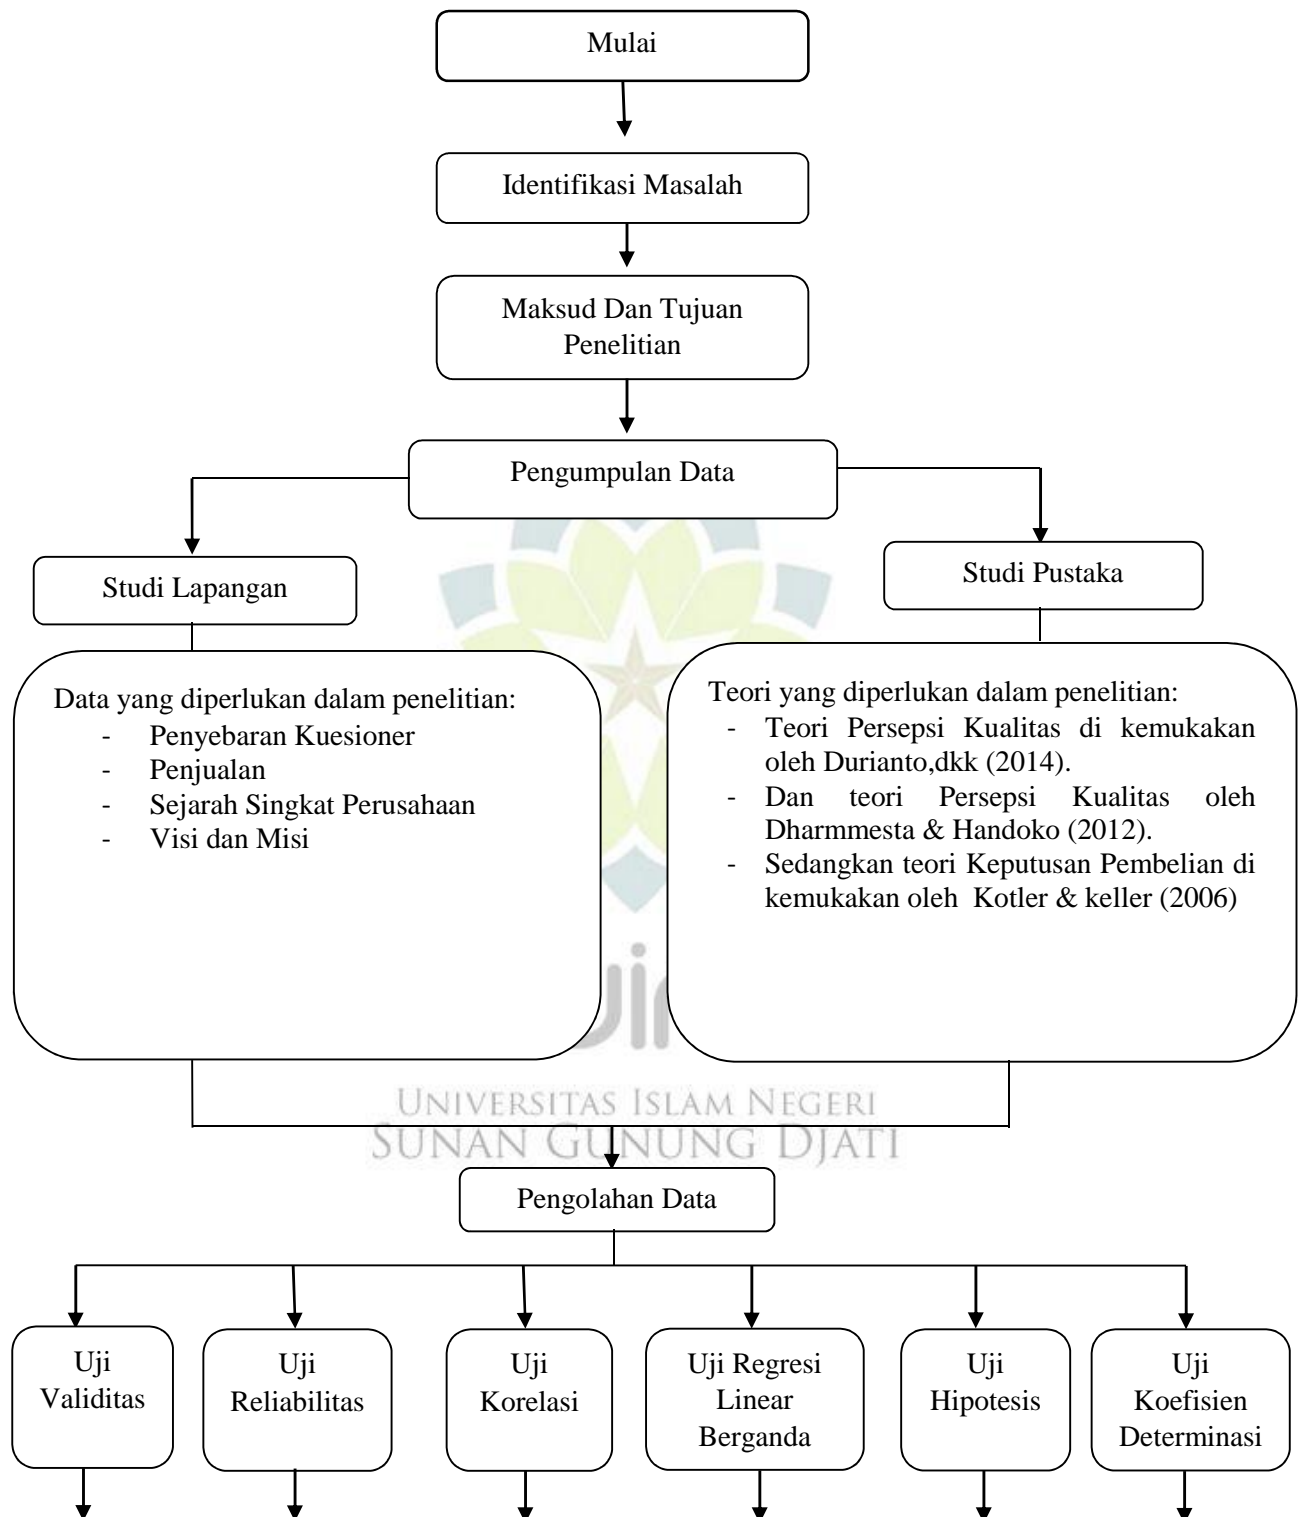 Mulai
Identifikasi Masalah
Maksud Dan Tujuan
Penelitian
Pengumpulan Data
Studi Lapangan
Studi Pustaka
Data yang diperlukan dalam penelitian:
- Penyebaran Kuesioner
- Penjualan
- Sejarah Singkat Perusahaan
- Visi dan Misi
Teori yang diperlukan dalam penelitian:
- Teori Persepsi Kualitas di kemukakan
oleh Durianto,dkk (2014).
- Dan teori Persepsi Kualitas oleh
Dharmmesta & Handoko (2012).
- Sedangkan teori Keputusan Pembelian di
kemukakan oleh Kotler & keller (2006)
UNIVERSITAS ISLAM NEGERI
SUNAN GUNUNG DJATI
Pengolahan Data
Uji
Validitas
Uji
Reliabilitas
Uji
Korelasi
Uji Regresi
Linear
Berganda
Uji
Hipotesis
Uji
Koefisien
Determinasi